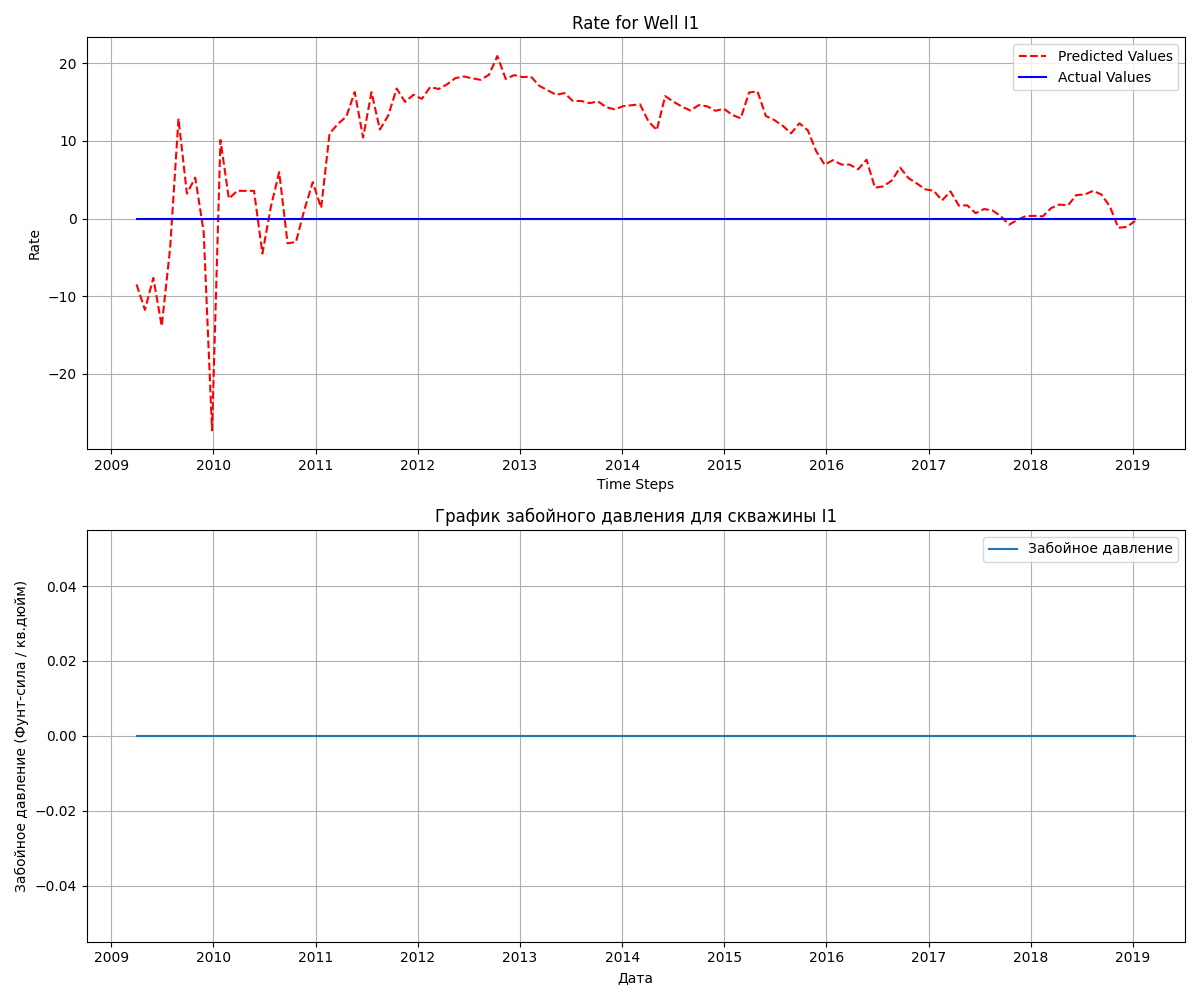 Rate for Well I1
Predicted Values
Actual Values
20
10
0
−10
−20
Rate
2009 2010 2011 2012 2013 2014 2015 2016 2017 2018 2019
Time Steps
График забойного давления для скважины I1
Забойное давление
0.04
0.02
0.00
−0.02
−0.04
Забойное давление (Фунт-сила / кв.дюйм)
2009 2010 2011 2012 2013 2014 2015 2016 2017 2018 2019
Дата